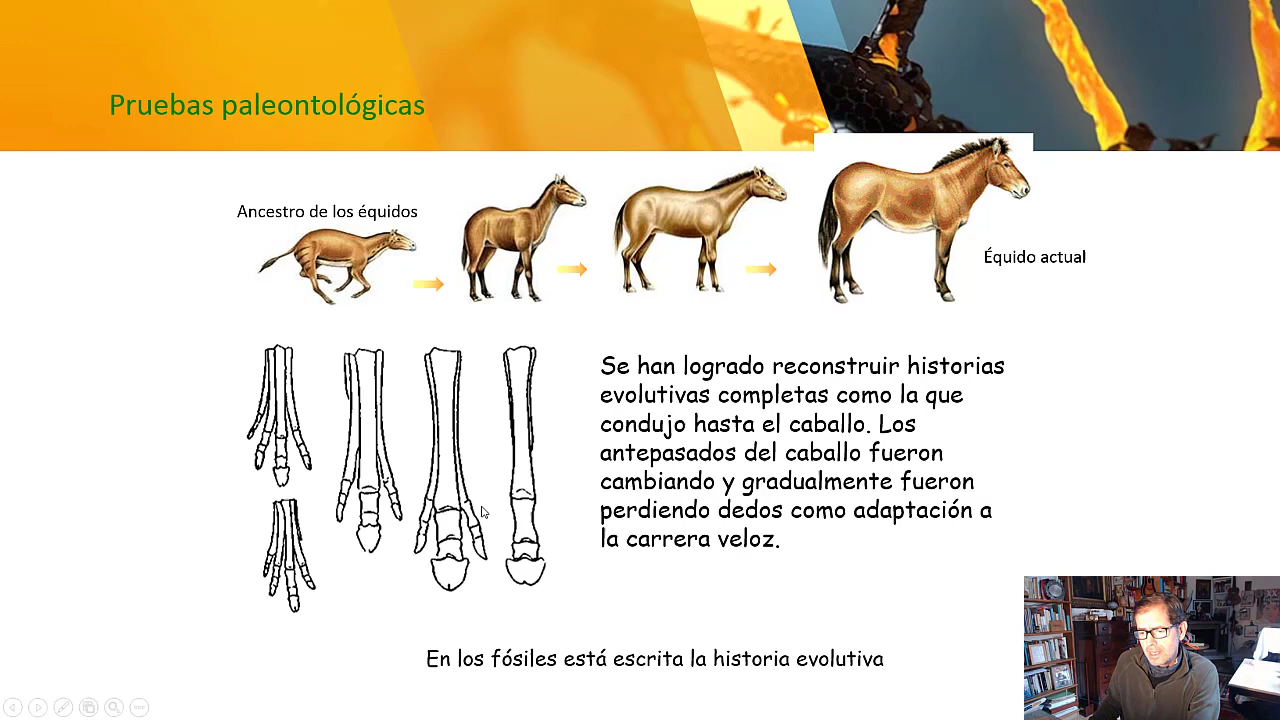 Pruebas paleontológicas
Ancestro de los équidos
Équido actual
Se han logrado reconstruir historias
evolutivas completas como la que
condujo hasta el caballo. Los
antepasados del caballo fueron
cambiando y gradualmente fueron
perdiendo dedos como adaptación a
la carrera veloz.
En los fósiles está escrita la historia evolutiva